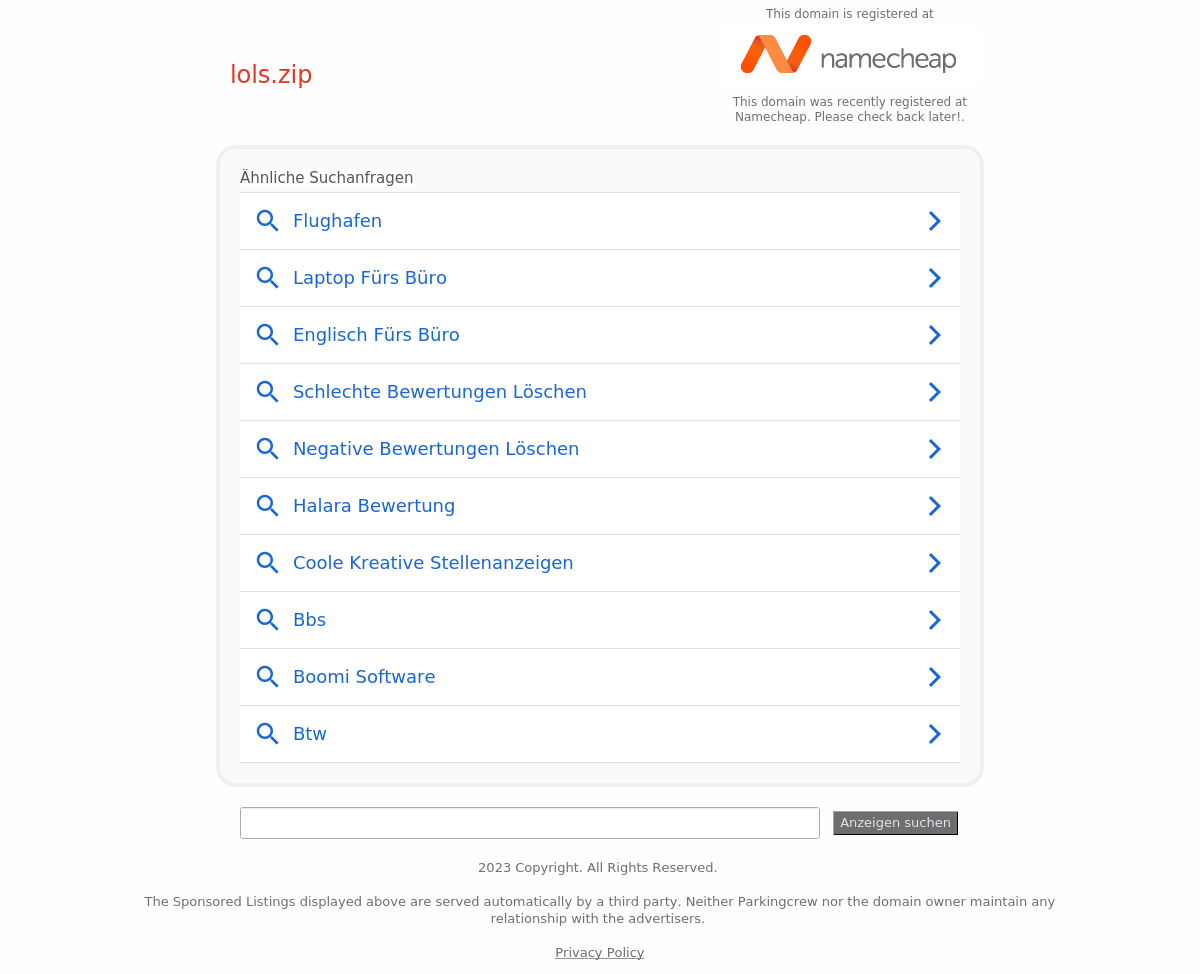 This domain is registered at
lols.zip
namecheap
This domain was recently registered at
Namecheap. Please check back later!.
Ähnliche Suchanfragen
Flughafen
Laptop Fürs Büro
Englisch Fürs Büro
Schlechte Bewertungen Löschen
Negative Bewertungen Löschen
Halara Bewertung
Coole Kreative Stellenanzeigen
Bbs
Boomi Software
Btw
Anzeigen suchen
2023 Copyright. All Rights Reserved.
The Sponsored Listings displayed above are served automatically by a third party. Neither Parkingcrew nor the domain owner maintain any
relationship with the advertisers.
Privacy Policy